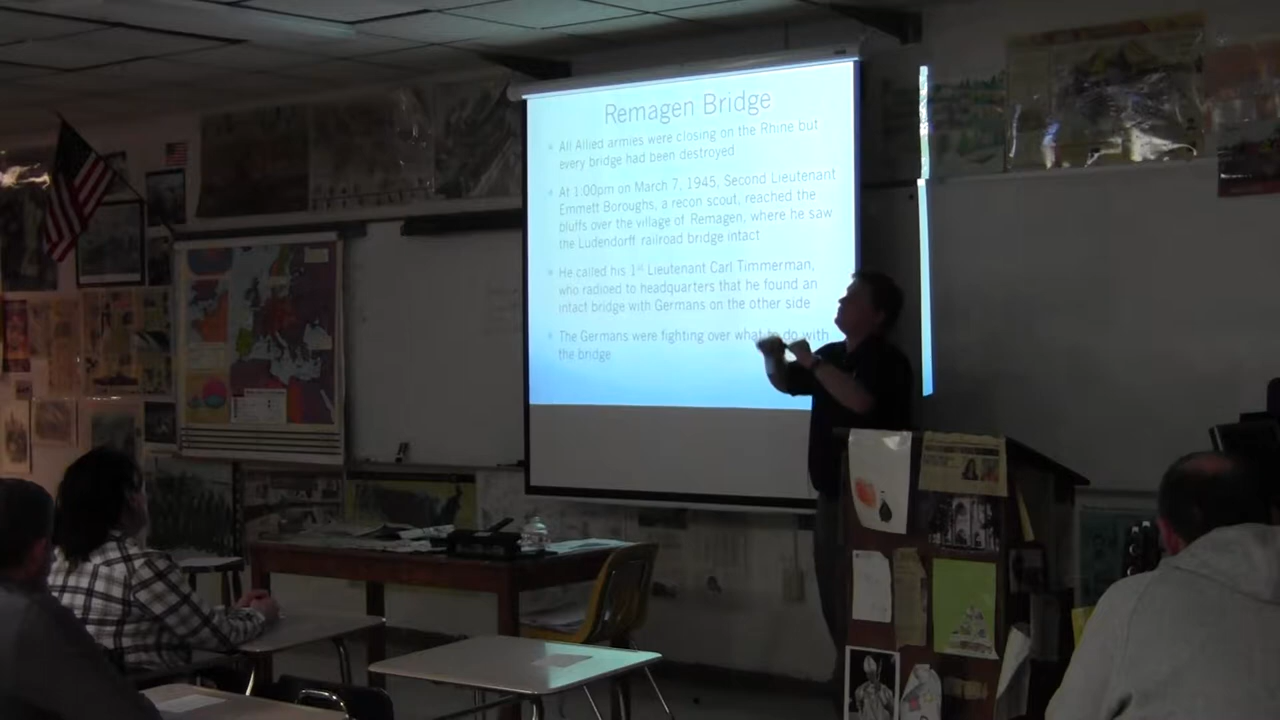 Remagen Bridge
All Allied armies were closing on the Rhine but
every bridge had been destroyed
At 1:00pm on March 7, 1945, Second Lieutenant
Emmett Boroughs, a recon scout, reached the
bluffs over the village of Remagen, where he saw
the Ludendorff railroad bridge intact
He called his 1st Lieutenant Carl Timmerman,
who radioed to headquarters that he found an
intact bridge with Germans on the other side
The Germans were fighting over what to do with
the bridge